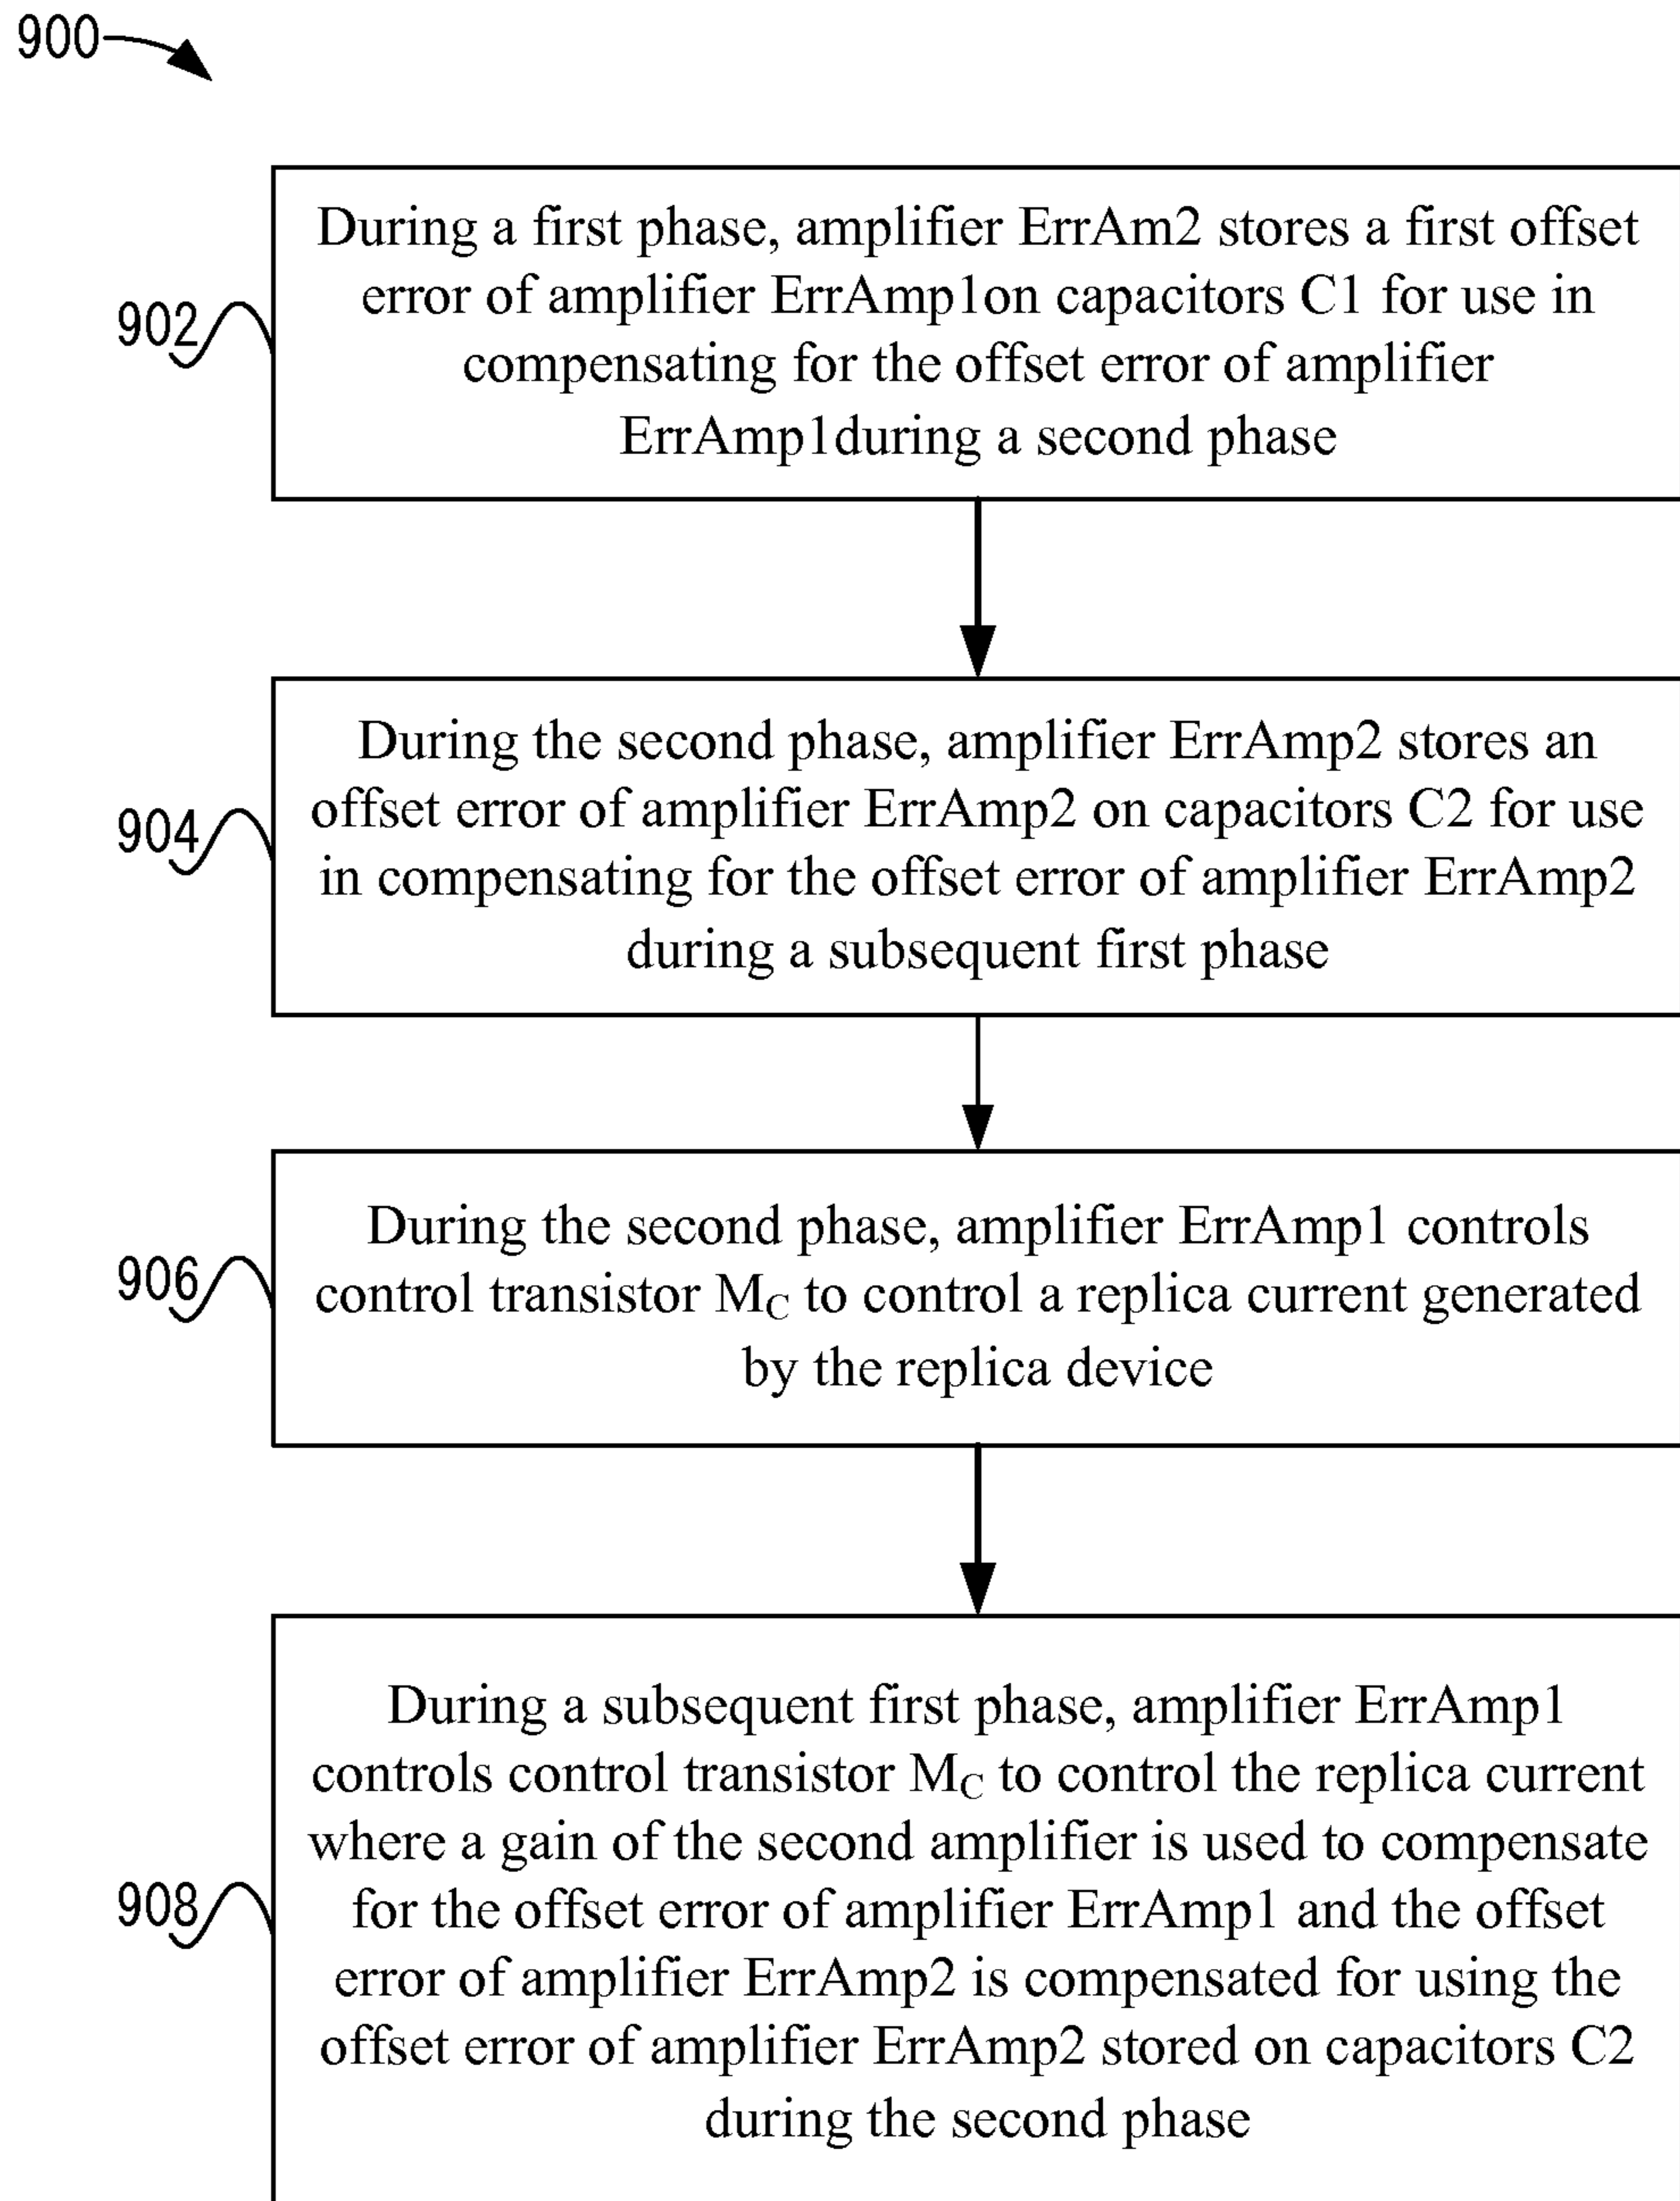 900
During a first phase, amplifier ErrAm2 stores a first offset
error of amplifier ErrAmp1on capacitors C1 for use in
compensating for the offset error of amplifier
ErrAmp1during a second phase
902
During the second phase, amplifier ErrAmp2 stores an
offset error of amplifier ErrAmp2 on capacitors C2 for use
in compensating for the offset error of amplifier ErrAmp2
during a subsequent first phase
904
During the second phase, amplifier ErrAmp1 controls
control transistor MC to control a replica current generated
by the replica device
906
During a subsequent first phase, amplifier ErrAmp1
controls control transistor MC to control the replica current
where a gain of the second amplifier is used to compensate
for the offset error of amplifier ErrAmp1 and the offset
error of amplifier ErrAmp2 is compensated for using the
offset error of amplifier ErrAmp2 stored on capacitors C2
during the second phase
908